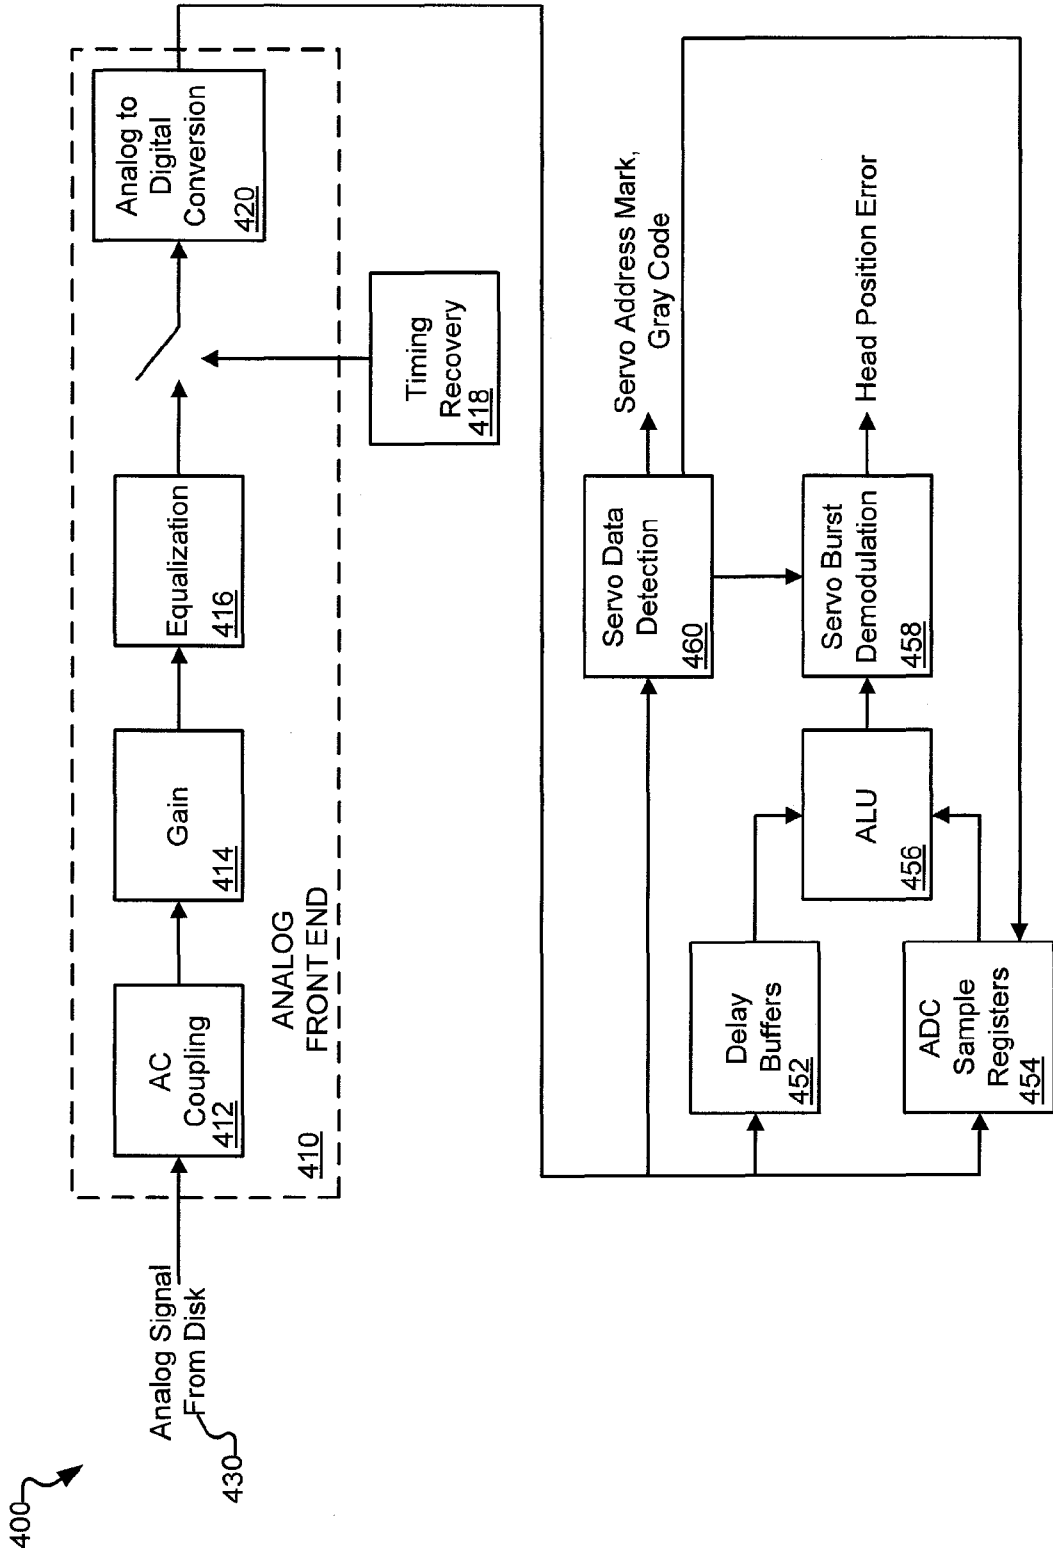 400
Analog Signal
From Disk
430
AC
Coupling
412
Gain
414
Equalization
416
Analog to
Digital
Conversion
420
410
ANALOG
FRONT END
Timing
Recovery
418
Servo Data
Detection
460
Servo Address Mark,
Gray Code
Delay
Buffers
452
ADC
Sample
Registers
454
ALU
456
Servo Burst
Demodulation
458
Head Position Error